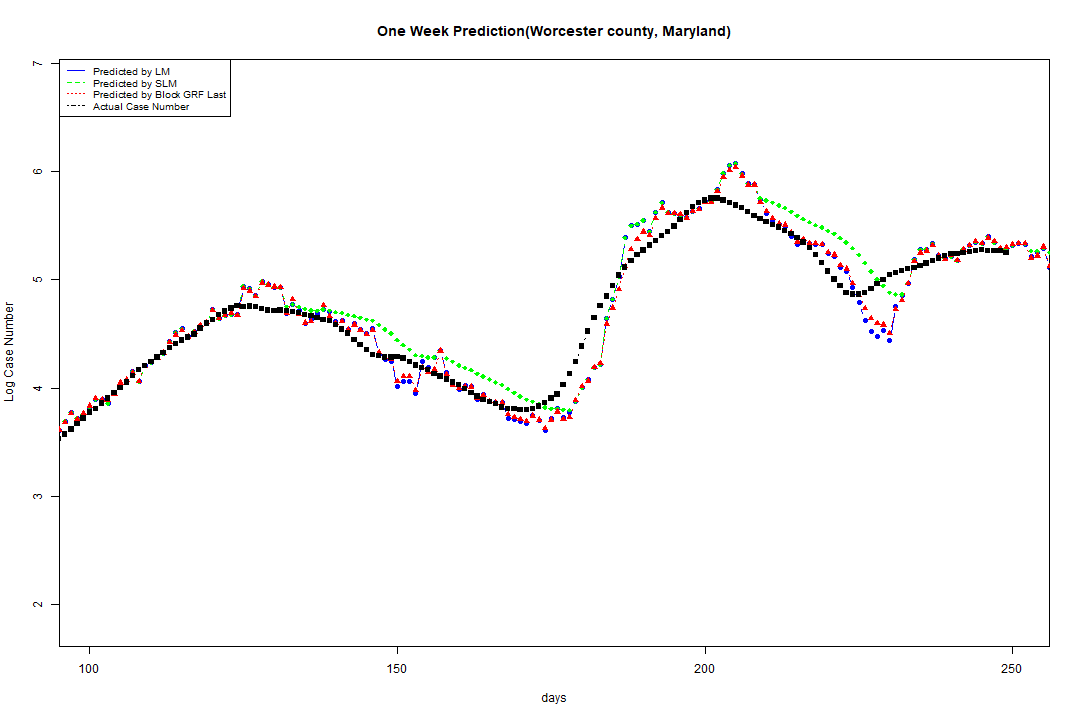 One Week Prediction(Worcester county, Maryland)
Predicted by LM
Predicted by SLM
Predicted by Block GRF Last
Actual Case Number
7
6
5
4
3
2
Log Case Number
100 150 200 250
days